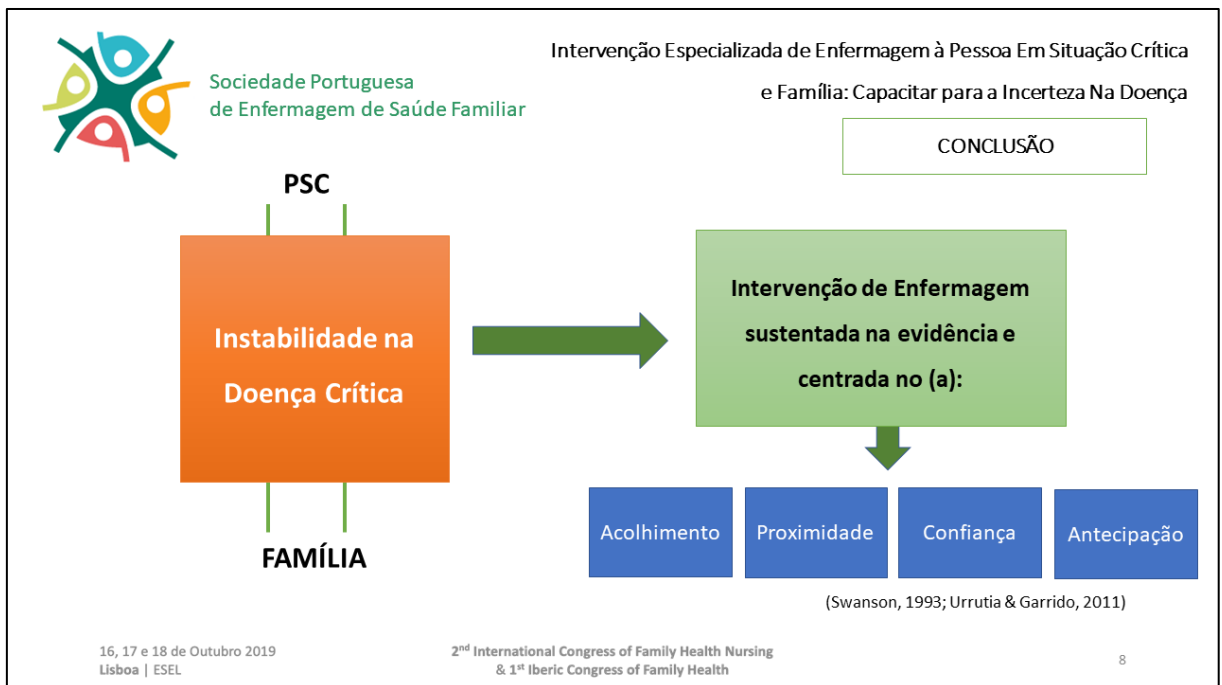 Sociedade Portuguesa
de Enfermagem de Saúde Familiar
Intervenção Especializada de Enfermagem à Pessoa Em Situação Crítica
e Família: Capacitar para a Incerteza Na Doença
CONCLUSÃO
PSC
Instabilidade na
Doença Crítica
FAMÍLIA
Intervenção de Enfermagem
sustentada na evidência e
centrada no (a):
Acolhimento
Proximidade
Confiança
Antecipação
(Swanson, 1993; Urrutia & Garrido, 2011)
16, 17 e 18 de Outubro 2019
Lisboa | ESEL
2nd International Congress of Family Health Nursing
& 1st Iberic Congress of Family Health
8